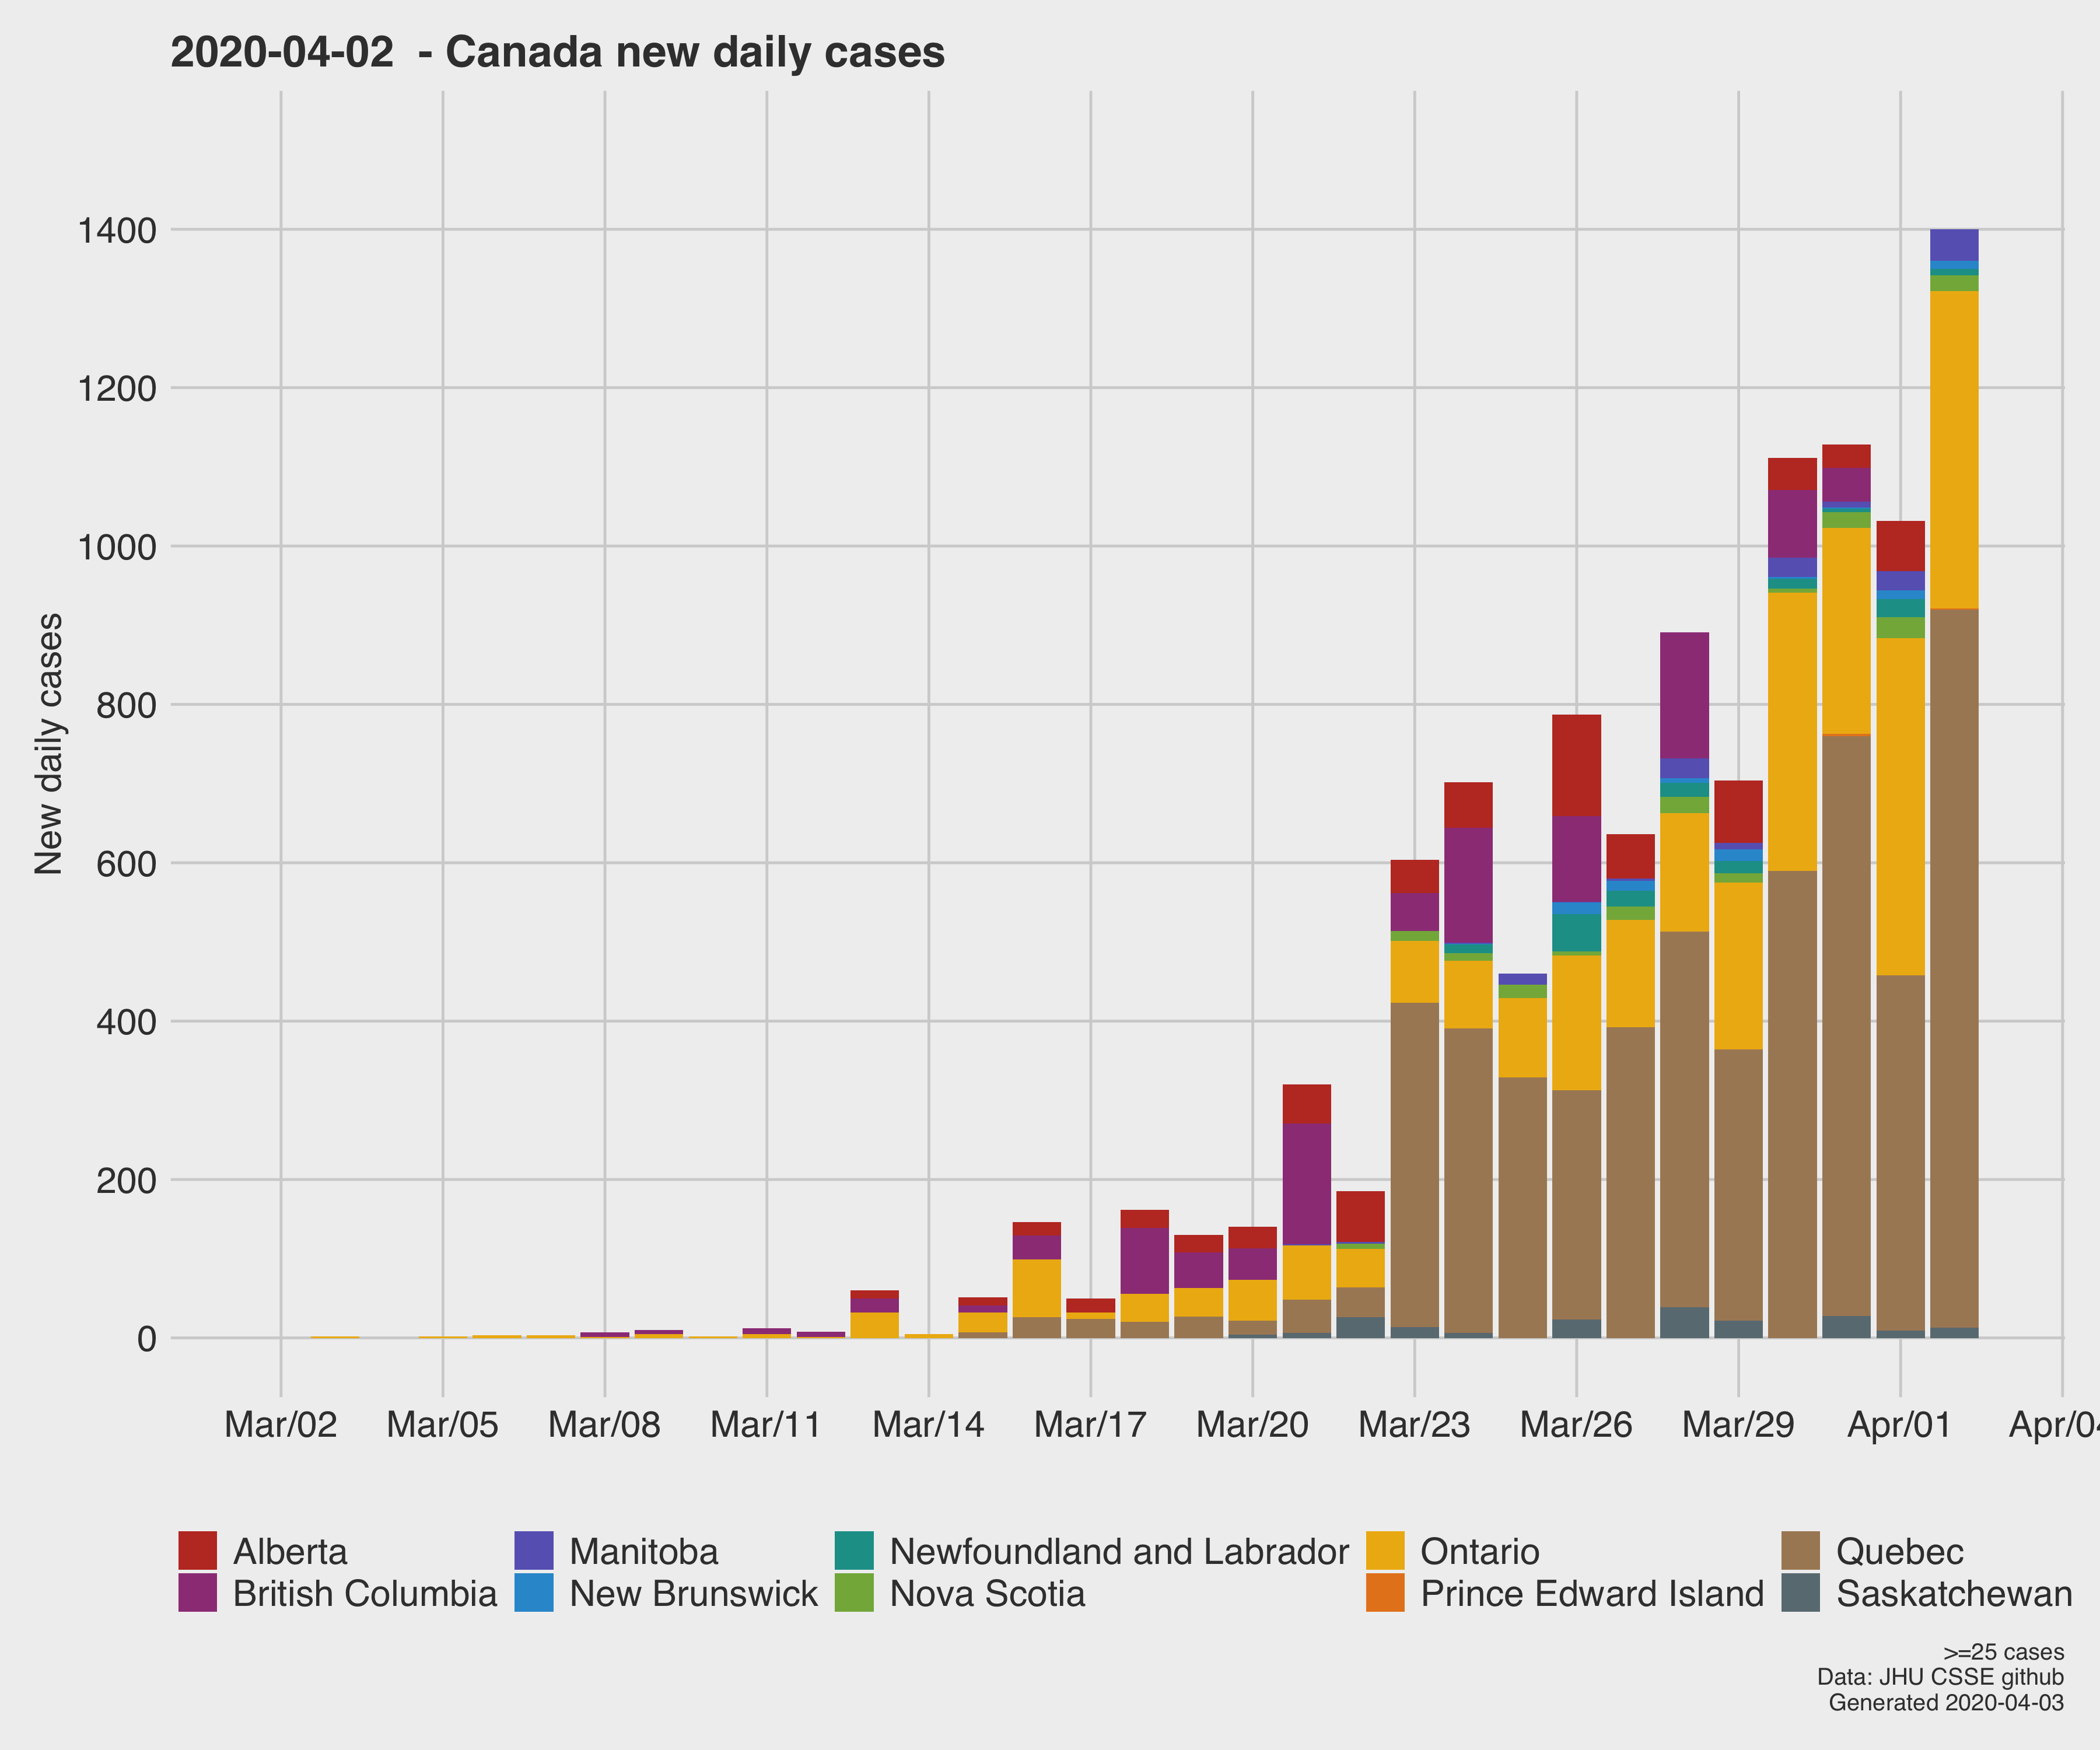 2020-04-02  - Canada new daily cases
New daily cases
1400
1200
1000
800
600
400
200
0
Mar/02 Mar/05 Mar/08 Mar/11 Mar/14 Mar/17 Mar/20 Mar/23 Mar/26 Mar/29 Apr/01 Apr/04
Alberta Manitoba Newfoundland and Labrador Ontario Quebec
British Columbia New Brunswick Nova Scotia Prince Edward Island Saskatchewan
>=25 cases
Data: JHU CSSE github
Generated 2020-04-03